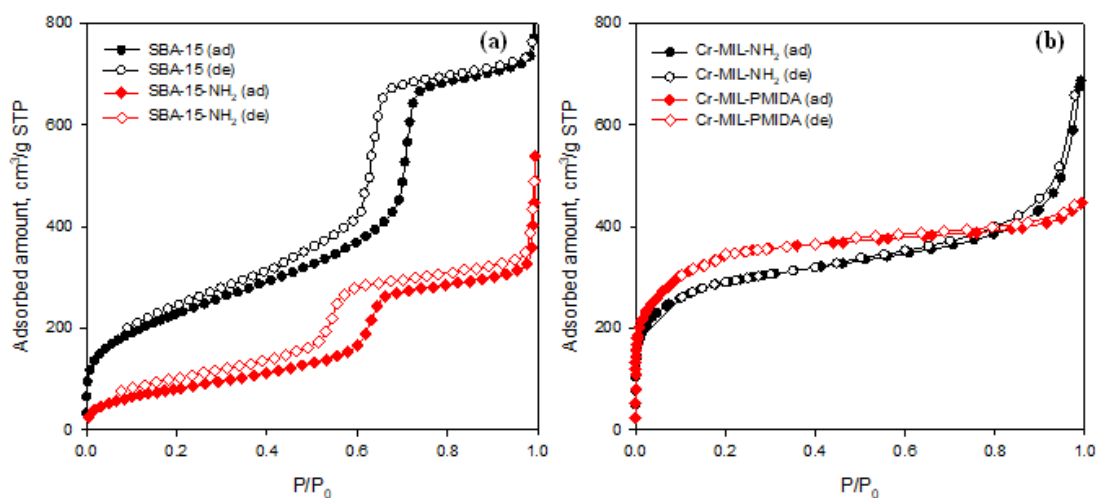 (a)
SBA-15 (ad)
SBA-15 (de)
SBA-15-NH₂ (ad)
SBA-15-NH₂ (de)
Adsorbed amount, cm³/g STP
800
600
400
200
0
0.0 0.2 0.4 0.6 0.8 1.0
P/P₀
(b)
Cr-MIL-NH₂ (ad)
Cr-MIL-NH₂ (de)
Cr-MIL-PMIDA (ad)
Cr-MIL-PMIDA (de)
Adsorbed amount, cm³/g STP
800
600
400
200
0
0.0 0.2 0.4 0.6 0.8 1.0
P/P₀